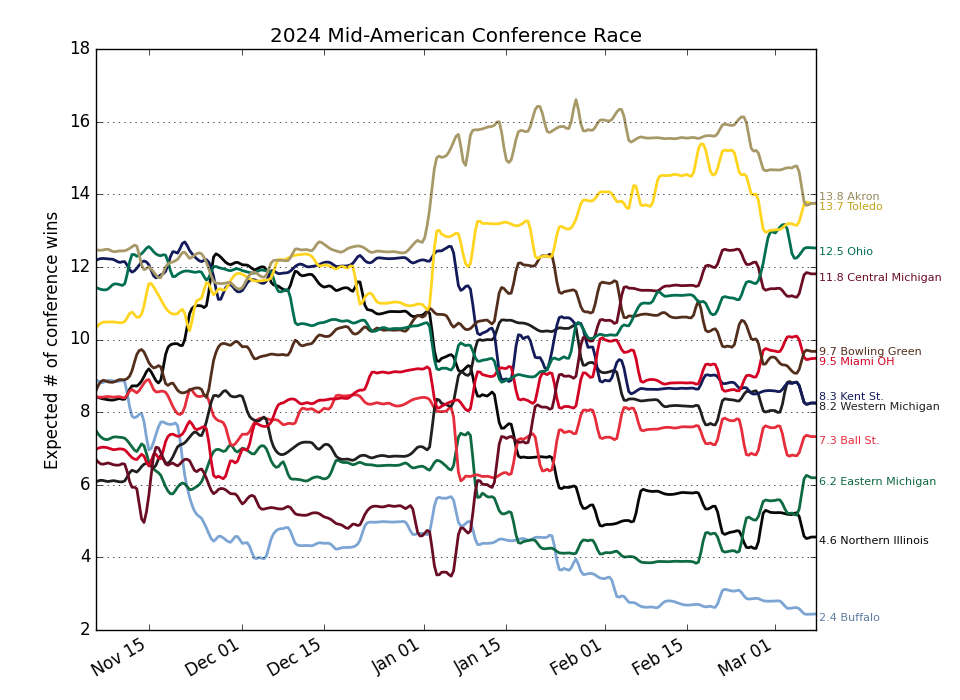 2024 Mid-American Conference Race
Expected # of conference wins
18
16
14
12
10
8
6
4
2
Nov 15
Dec 01
Dec 15
Jan 01
Jan 15
Feb 01
Feb 15
Mar 01
13.8 Akron
13.7 Toledo
12.5 Ohio
11.8 Central Michigan
9.7 Bowling Green
9.5 Miami OH
8.3 Kent St.
8.2 Western Michigan
7.3 Ball St.
6.2 Eastern Michigan
4.6 Northern Illinois
2.4 Buffalo